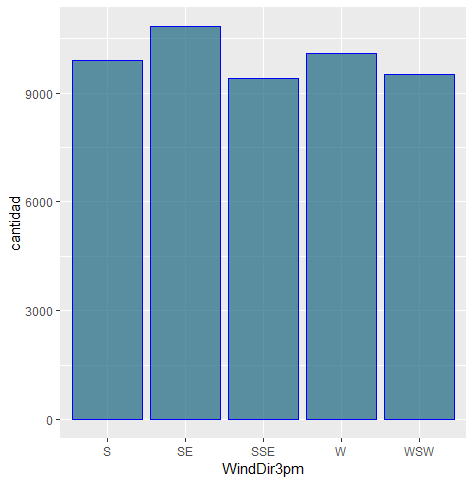 cantidad
9000
6000
3000
0
S SE SSE W WSW
WindDir3pm